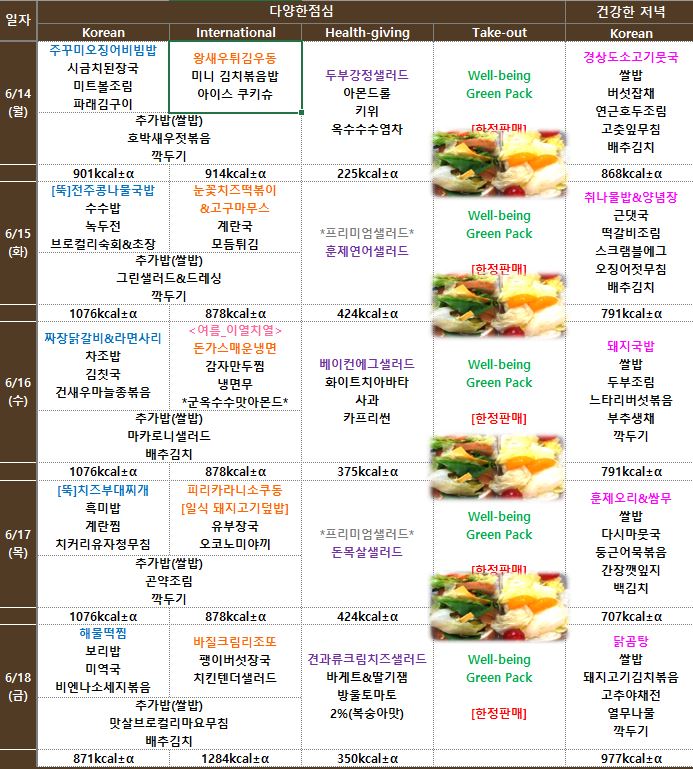 일자
다양한점심
건강한 저녁
Korean
International
Health-giving
Take-out
Korean
6/14
(월)
주꾸미오징어비빔밥
시금치된장국
미트볼조림
파래김구이
왕새우튀김우동
미니 김치볶음밥
아이스 쿠키슈
추가밥(쌀밥)
호박새우젓볶음
깍두기
두부강정샐러드
아몬드롤
키위
옥수수수염차
Well-being
Green Pack
[한정판매]
경상도소고기뭇국
쌀밥
버섯잡채
연근호두조림
고춧잎무침
배추김치
901kcal±α
914kcal±α
225kcal±α
868kcal±α
6/15
(화)
[뚝]전주콩나물국밥
수수밥
녹두전
브로컬리숙회&초장
눈꽃치즈떡볶이
&고구마무스
계란국
모듬튀김
추가밥(쌀밥)
그린샐러드&드레싱
깍두기
*프리미엄샐러드*
훈제연어샐러드
Well-being
Green Pack
[한정판매]
취나물밥&양념장
근댓국
떡갈비조림
스크램블에그
오징어젓무침
배추김치
1076kcal±α
878kcal±α
424kcal±α
791kcal±α
6/16
(수)
짜장닭갈비&라면사리
차조밥
김칫국
건새우마늘종볶음
<여름_이열치열>
돈가스매운냉면
감자만두찜
냉면무
*군옥수수맛아몬드*
추가밥(쌀밥)
마카로니샐러드
배추김치
베이컨에그샐러드
화이트치아바타
사과
카프리썬
Well-being
Green Pack
[한정판매]
돼지국밥
쌀밥
두부조림
느타리버섯볶음
부추생채
깍두기
1076kcal±α
878kcal±α
375kcal±α
791kcal±α
6/17
(목)
[뚝]치즈부대찌개
흑미밥
계란찜
치커리유자청무침
피리카라니소쿠동
[일식 돼지고기덮밥]
유부장국
오코노미야끼
추가밥(쌀밥)
곤약조림
깍두기
*프리미엄샐러드*
돈목살샐러드
Well-being
Green Pack
[한정판매]
훈제오리&쌈무
쌀밥
다시마뭇국
둥근어묵볶음
간장깻잎지
백김치
1076kcal±α
878kcal±α
424kcal±α
707kcal±α
6/18
(금)
해물떡찜
보리밥
미역국
비엔나소세지볶음
바질크림리조또
팽이버섯장국
치킨텐더샐러드
추가밥(쌀밥)
맛살브로컬리마요무침
배추김치
견과류크림치즈샐러드
바게트&딸기잼
방울토마토
2%(복숭아맛)
Well-being
Green Pack
[한정판매]
닭곰탕
쌀밥
돼지고기김치볶음
고추야채전
열무나물
깍두기
871kcal±α
1284kcal±α
350kcal±α
977kcal±α